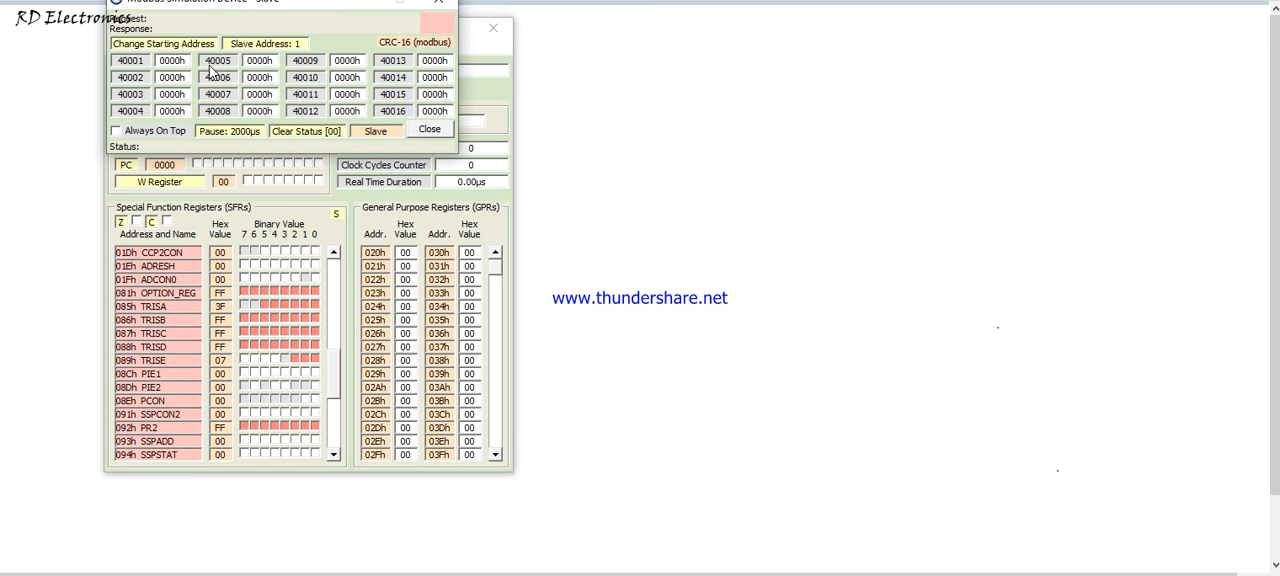 RD Electronics
Modbus Simulation Device - Slave
Request:
Response:
Change Starting Address Slave Address: 1 CRC-16 (modbus)
40001 0000h 40005 0000h 40009 0000h 40013 0000h
40002 0000h 40006 0000h 40010 0000h 40014 0000h
40003 0000h 40007 0000h 40011 0000h 40015 0000h
40004 0000h 40008 0000h 40012 0000h 40016 0000h
Always On Top Pause: 2000µs Clear Status [00] Slave Close
Status:
0
PC 0000 Clock Cycles Counter 0
W Register 00 Real Time Duration 0.00µs
Special Function Registers (SFRs) General Purpose Registers (GPRs)
Z C S
Hex Binary Value Hex Hex
Address and Name Value 7 6 5 4 3 2 1 0 Addr. Value Addr. Value
01Dh CCP2CON 00 020h 00 030h 00
01Eh ADRESH 00 021h 00 031h 00
01Fh ADCON0 00 022h 00 032h 00
081h OPTION_REG FF 023h 00 033h 00
085h TRISA 3F 024h 00 034h 00
086h TRISB FF 025h 00 035h 00
087h TRISC FF 026h 00 036h 00
088h TRISD FF 027h 00 037h 00
089h TRISE 07 028h 00 038h 00
08Ch PIE1 00 029h 00 039h 00
08Dh PIE2 00 02Ah 00 03Ah 00
08Eh PCON 00 02Bh 00 03Bh 00
091h SSPCON2 00 02Ch 00 03Ch 00
092h PR2 FF 02Dh 00 03Dh 00
093h SSPADD 00 02Eh 00 03Eh 00
094h SSPSTAT 00 02Fh 00 03Fh 00
www.thundershare.net